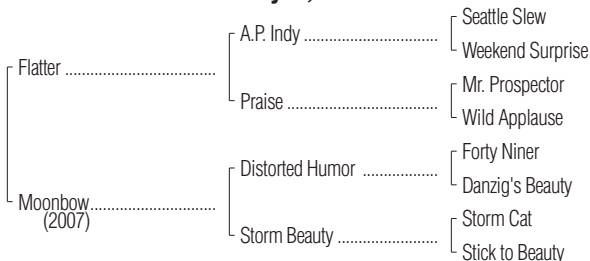 Seattle Slew
A.P. Indy ..............................
Weekend Surprise
Flatter ..................................
Mr. Prospector
Praise .................................
Wild Applause
Forty Niner
Distorted Humor .................
Danzig's Beauty
Moonbow............................
(2007)
Storm Cat
Storm Beauty ......................
Stick to Beauty